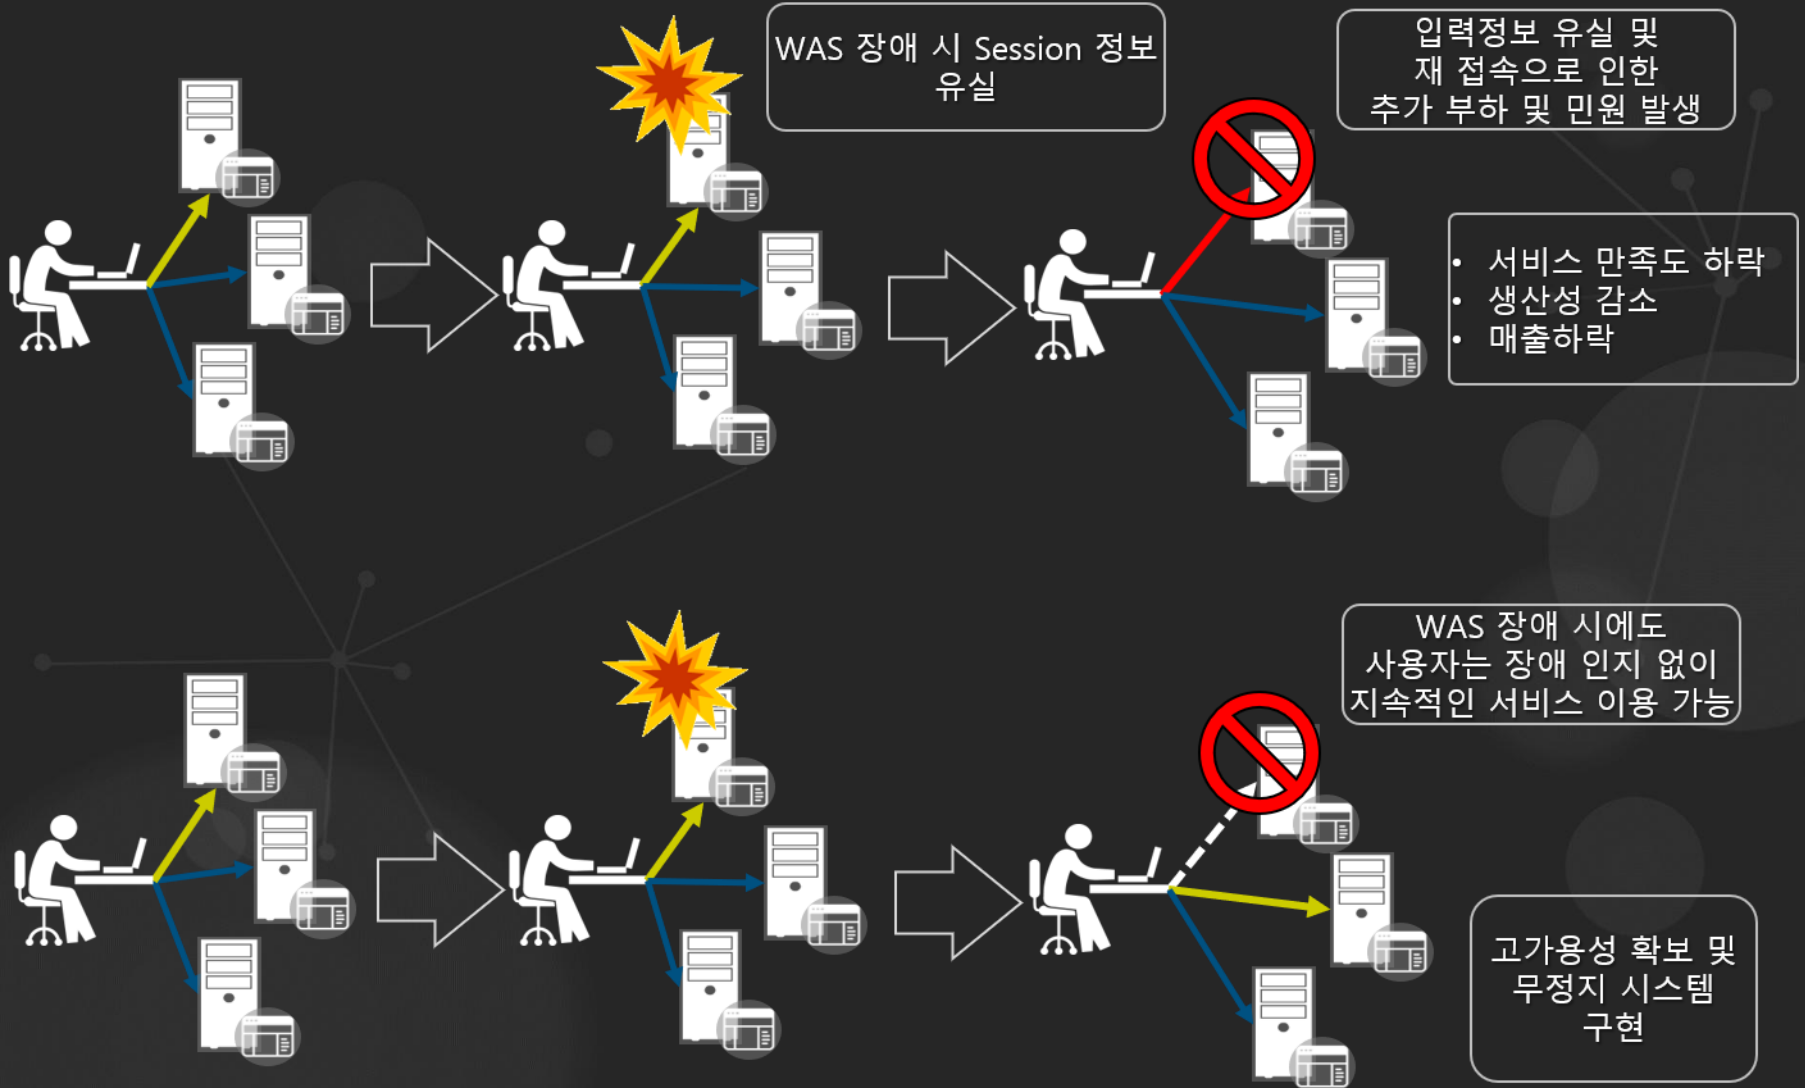 WAS 장애 시 Session 정보
유실
입력정보 유실 및
재 접속으로 인한
추가 부하 및 민원 발생
• 서비스 만족도 하락
• 생산성 감소
• 매출하락
WAS 장애 시에도
사용자는 장애 인지 없이
지속적인 서비스 이용 가능
고가용성 확보 및
무정지 시스템
구현